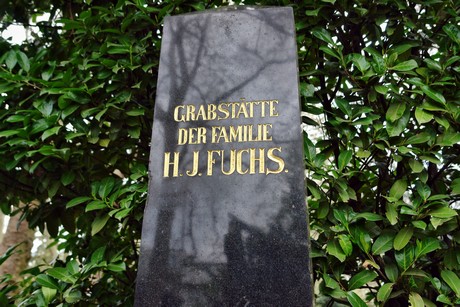 GRABSTÄTTE
DER FAMILIE
H. J. FUCHS.